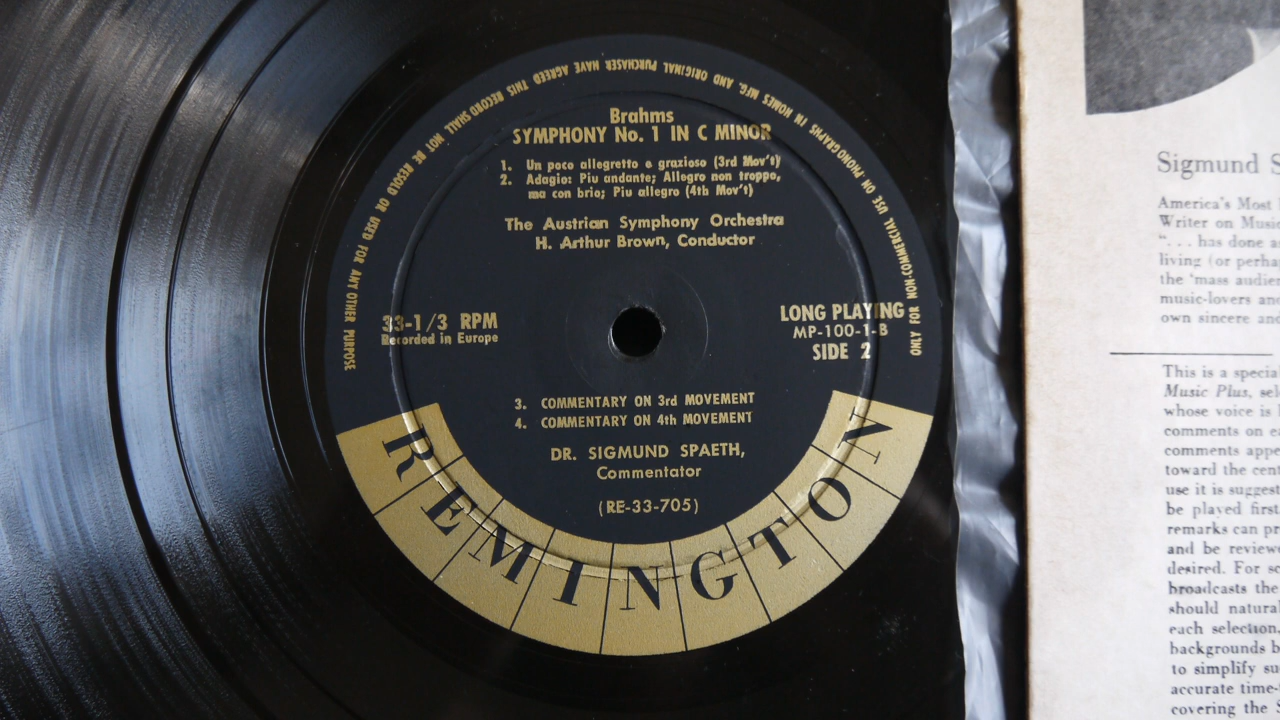 THIS RECORD SHALL NOT BE RESOLD OR USED FOR ANY OTHER PURPOSE
ONLY FOR NON-COMMERCIAL USE ON PHONOGRAPHS IN HOMES MFG. AND ORIGINAL PURCHASER HAVE AGREED
Brahms
SYMPHONY No. 1 IN C MINOR
1. Un poco allegretto e grazioso (3rd Mov't)
2. Adagio: Piu andante; Allegro non troppo,
ma con brio; Piu allegro (4th Mov't)
The Austrian Symphony Orchestra
H. Arthur Brown, Conductor
33-1/3 RPM
Recorded in Europe
LONG PLAYING
MP-100-1-B
SIDE 2
3. COMMENTARY ON 3rd MOVEMENT
4. COMMENTARY ON 4th MOVEMENT
DR. SIGMUND SPAETH,
Commentator
(RE-33-705)
REMINGTON
Sigmund S
America's Most
Writer on Musi
"... has done a
living (or perha
the 'mass audie
music-lovers and
own sincere and
This is a specia
Music Plus, sel
whose voice is
comments on ea
comments appe
toward the cent
use it is suggest
be played first
remarks can pr
and be review
desired. For so
broadcasts the
should natural
each selection,
backgrounds b
to simplify su
accurate time-
covering the S